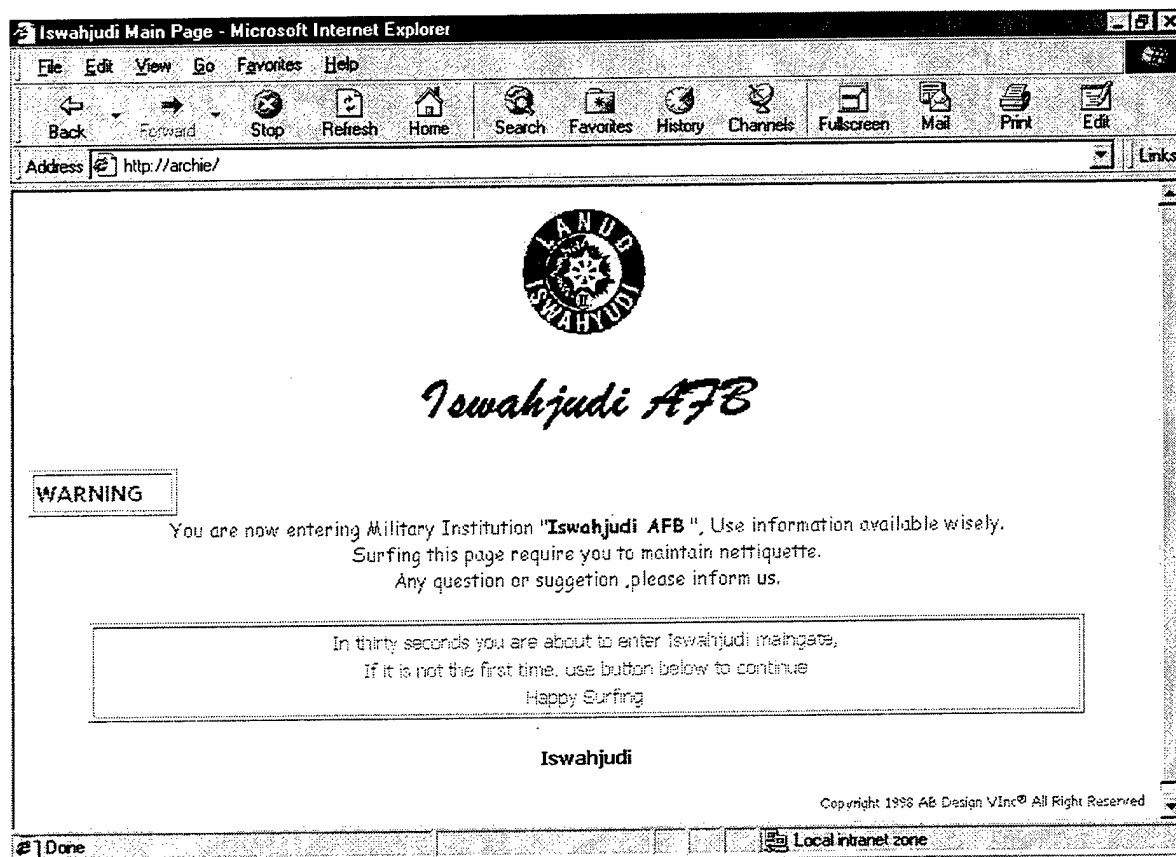 Iswahjudi Main Page - Microsoft Internet Explorer
File Edit View Go Favorites Help
Back Forward Stop Refresh Home Search Favorites History Channels Fullscreen Mail Print Edit
Address http://archie/ Links
LANUD
ISWAHYUDI
Iswahjudi AFB
WARNING
You are now entering Military Institution "Iswahjudi AFB ", Use information available wisely.
Surfing this page require you to maintain nettiquette.
Any question or suggetion ,please inform us.
In thirty seconds you are about to enter Iswahjudi maingate,
If it is not the first time, use button below to continue
Happy Surfing
Iswahjudi
Copyright 1998 AB Design VInc® All Right Reserved
Done Local intranet zone